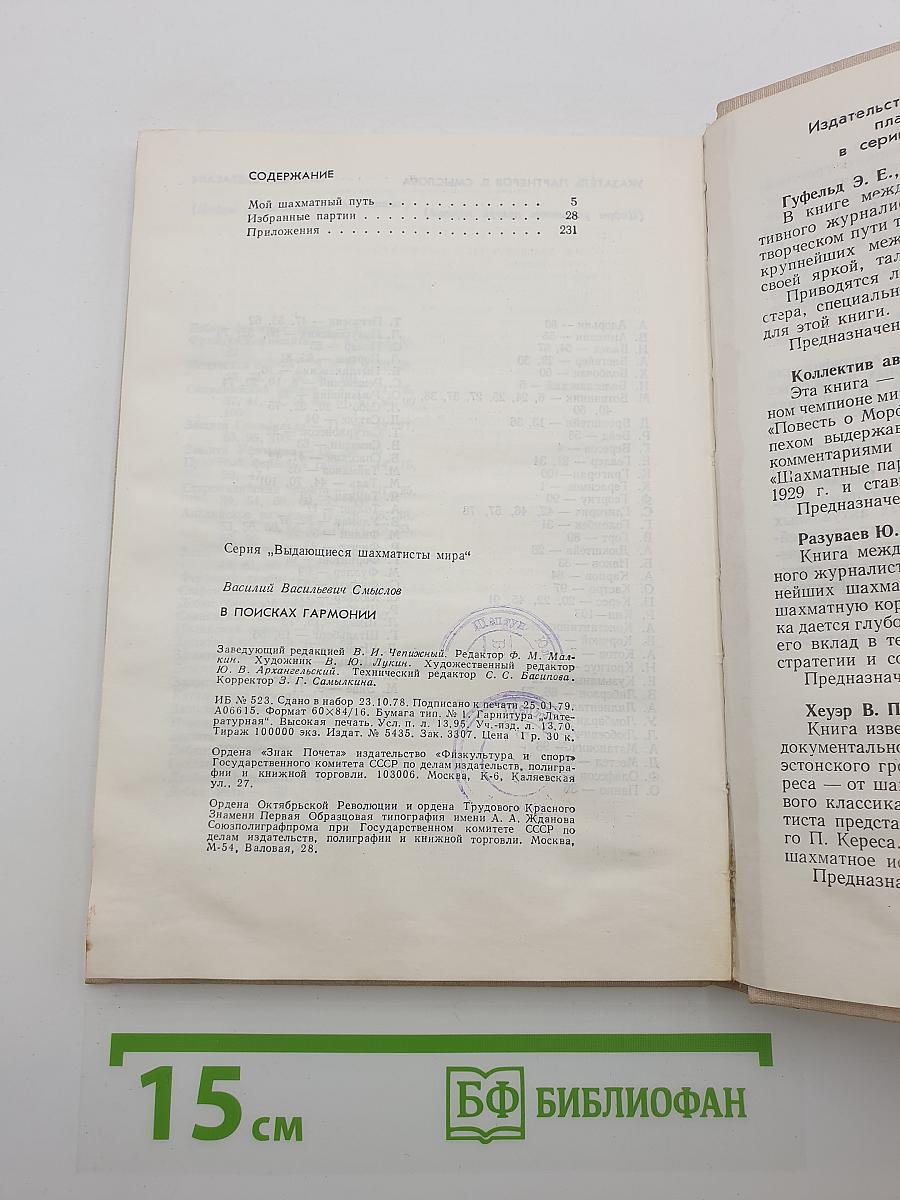 СОДЕРЖАНИЕ
Мой шахматный путь . . . . . . . . . . . . . 5
Избранные партии . . . . . . . . . . . . . . 28
Приложения . . . . . . . . . . . . . . . . . . 231
Серия „Выдающиеся шахматисты мира“
Василий Васильевич Смыслов
В ПОИСКАХ ГАРМОНИИ
Заведующий редакцией В. И. Чепижный. Редактор Ф. М. Мал-
кин. Художник В. Ю. Лукин. Художественный редактор
Ю. В. Архангельский. Технический редактор С. С. Басипова.
Корректор З. Г. Самылкина.
ИБ № 523. Сдано в набор 23.10.78. Подписано к печати 25.01.79.
А06615. Формат 60×84/16. Бумага тип. № 1. Гарнитура „Лите-
ратурная“. Высокая печать. Усл. п. л. 13,95. Уч.-изд. л. 13,70.
Тираж 100000 экз. Издат. № 5435. Зак. 3307. Цена 1 р. 30 к.
Ордена «Знак Почета» издательство «Физкультура и спорт»
Государственного комитета СССР по делам издательств, полигра-
фии и книжной торговли. 103006. Москва, К-6, Каляевская
ул., 27.
Ордена Октябрьской Революции и ордена Трудового Красного
Знамени Первая Образцовая типография имени А. А. Жданова
Союзполиграфпрома при Государственном комитете СССР по
делам издательств, полиграфии и книжной торговли. Москва,
М-54, Валовая, 28.
Издательст
пла
в сери
Гуфельд Э. Е.,
В книге межд
тивного журналис
творческом пути т
крупнейших меж
своей яркой, тал
Приводятся л
стера, специальн
для этой книги.
Предназначен
Коллектив ав
Эта книга —
ном чемпионе мир
«Повесть о Морф
пехом выдержав
комментариями
«Шахматные пар
1929 г. и став
Предназначе
Разуваев Ю.
Книга межд
ного журналист
нейших шахма
шахматную кор
ка дается глубо
его вклад в те
стратегии и со
Предназнач
Хеуэр В. П
Книга изве
документально
эстонского гро
реса — от шах
вого классика
тиста предста
го П. Кереса.
шахматное ис
Предназна
15 см
БФ БИБЛИОФАН